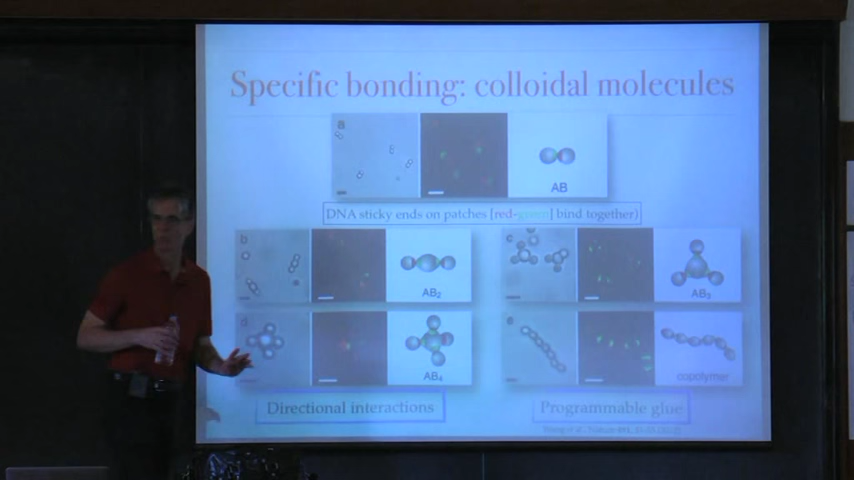 Specific bonding: colloidal molecules
a
AB
DNA sticky ends on patches [red-green] bind together)
b
AB₂
c
AB₃
d
AB₄
e
copolymer
Directional interactions
Programmable glue